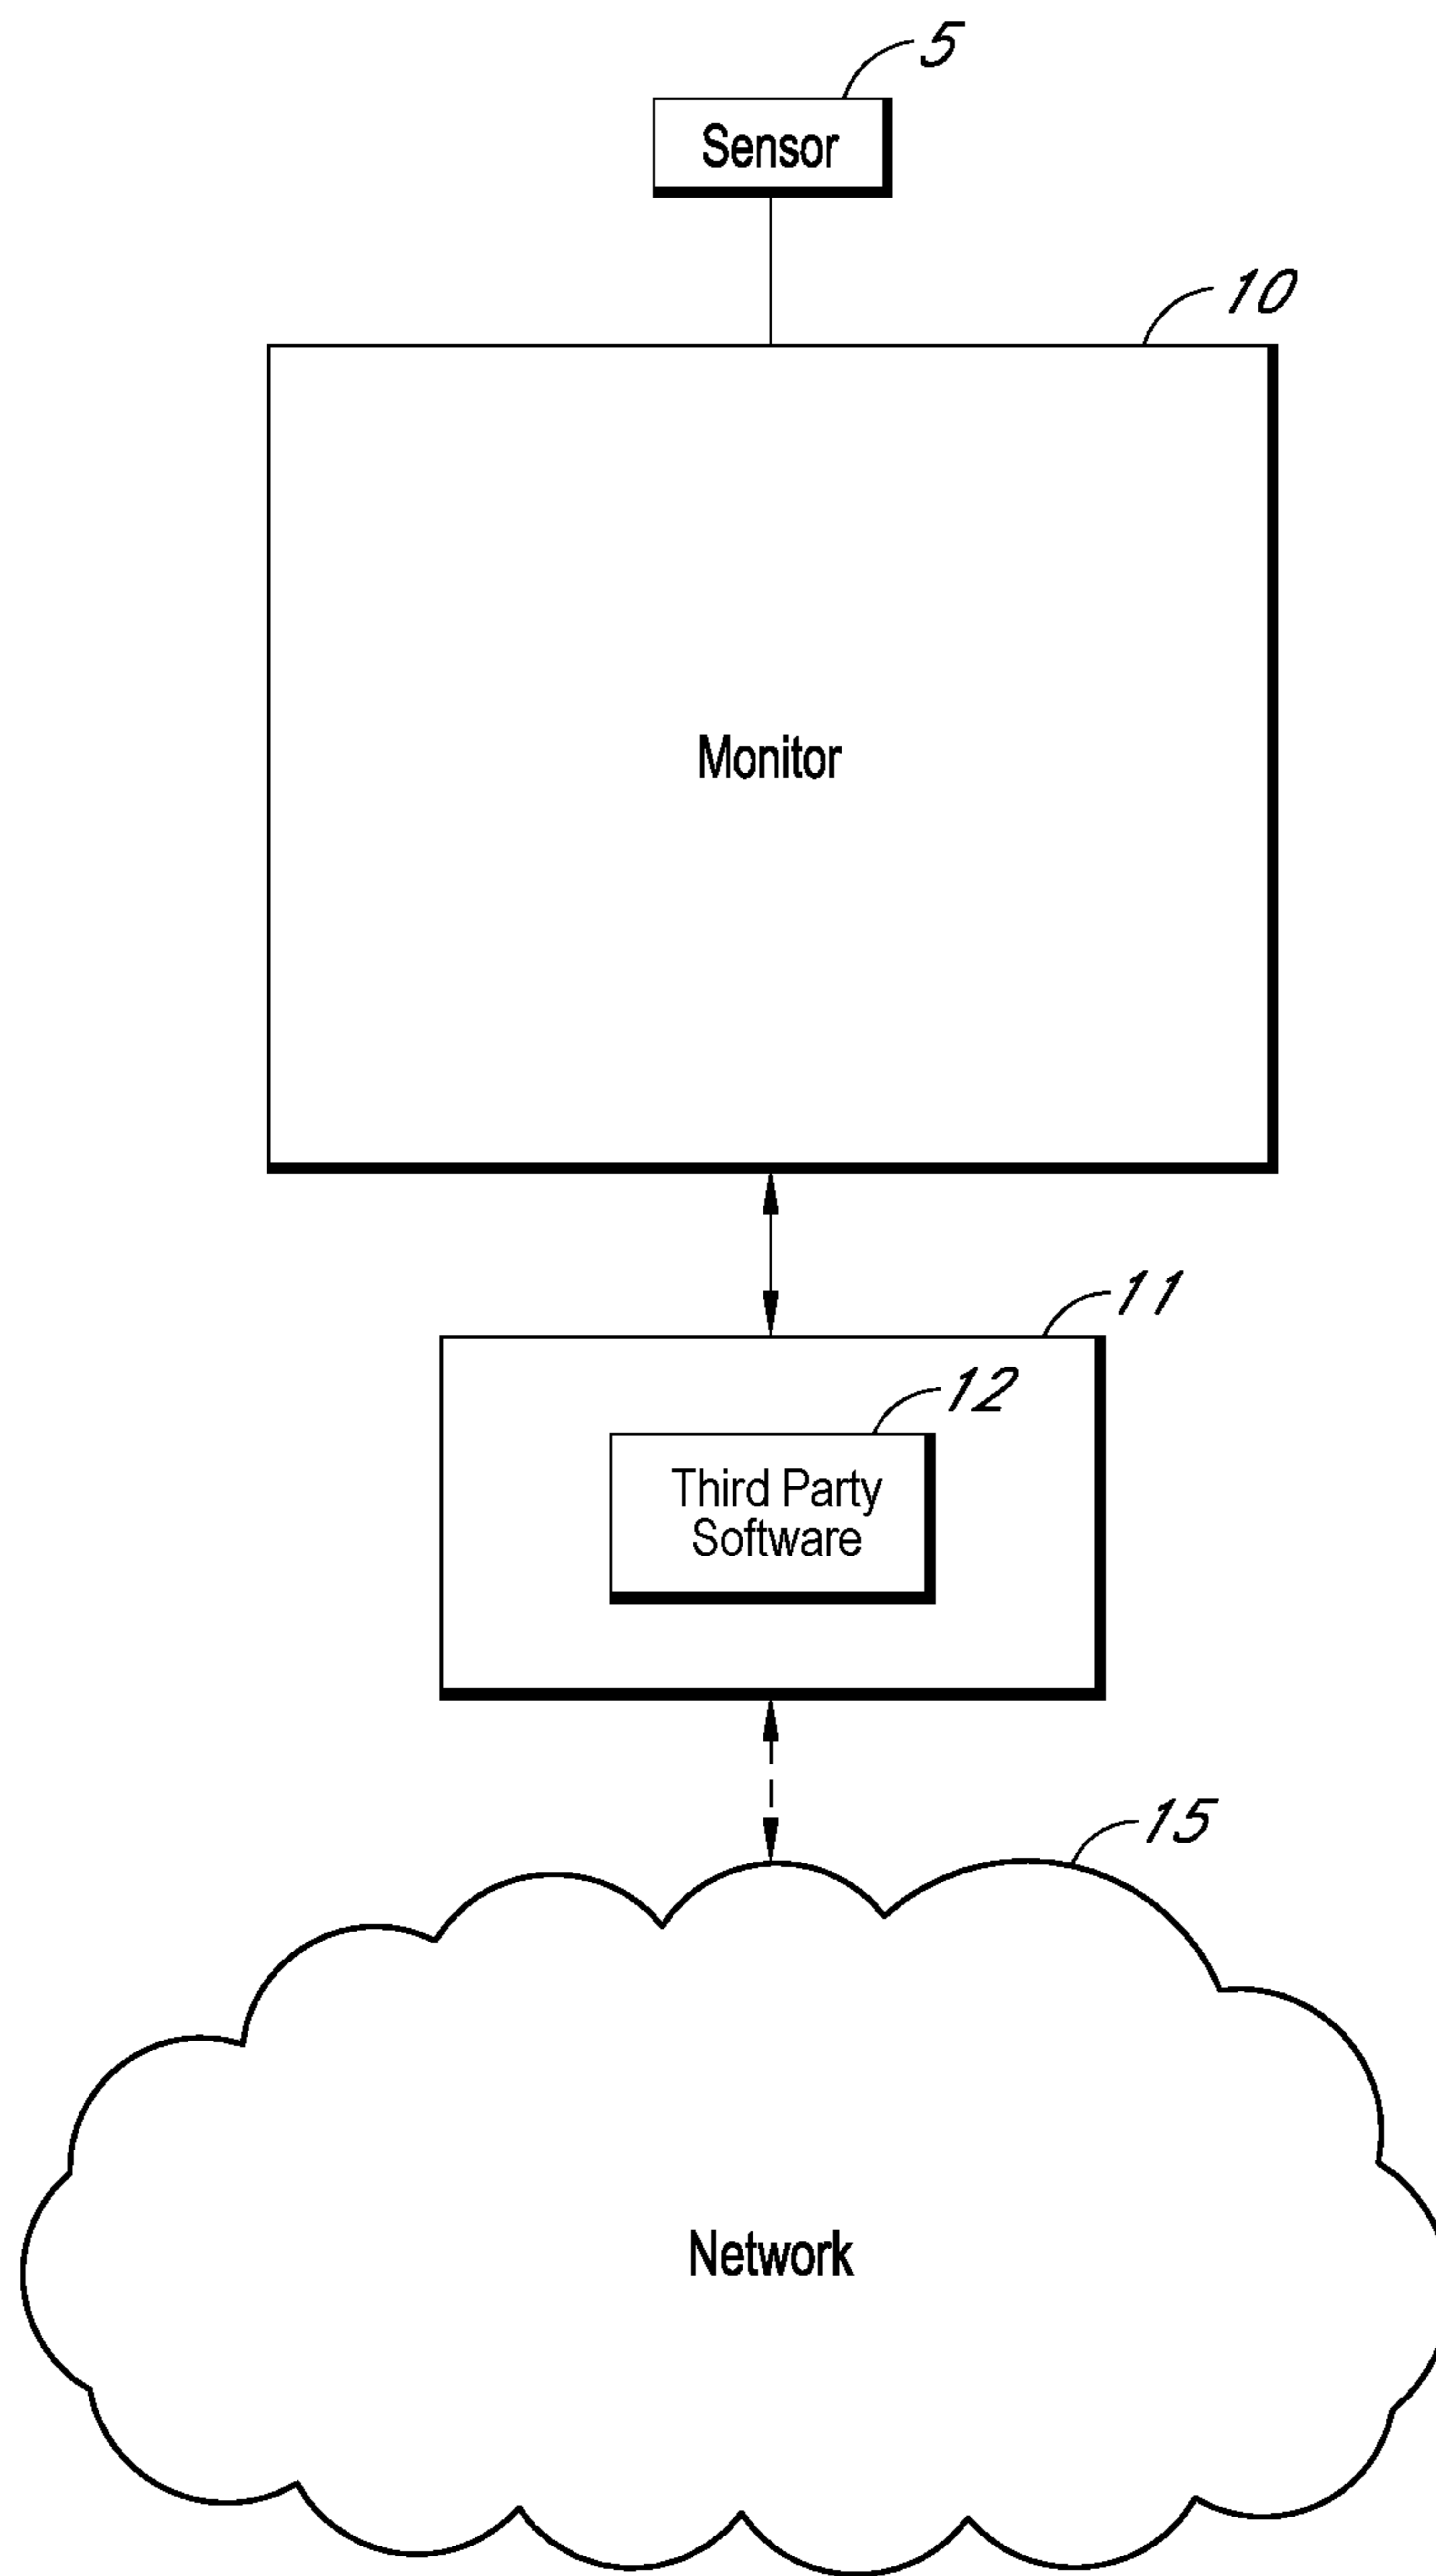 5
Sensor
10
Monitor
11
12
Third Party
Software
15
Network